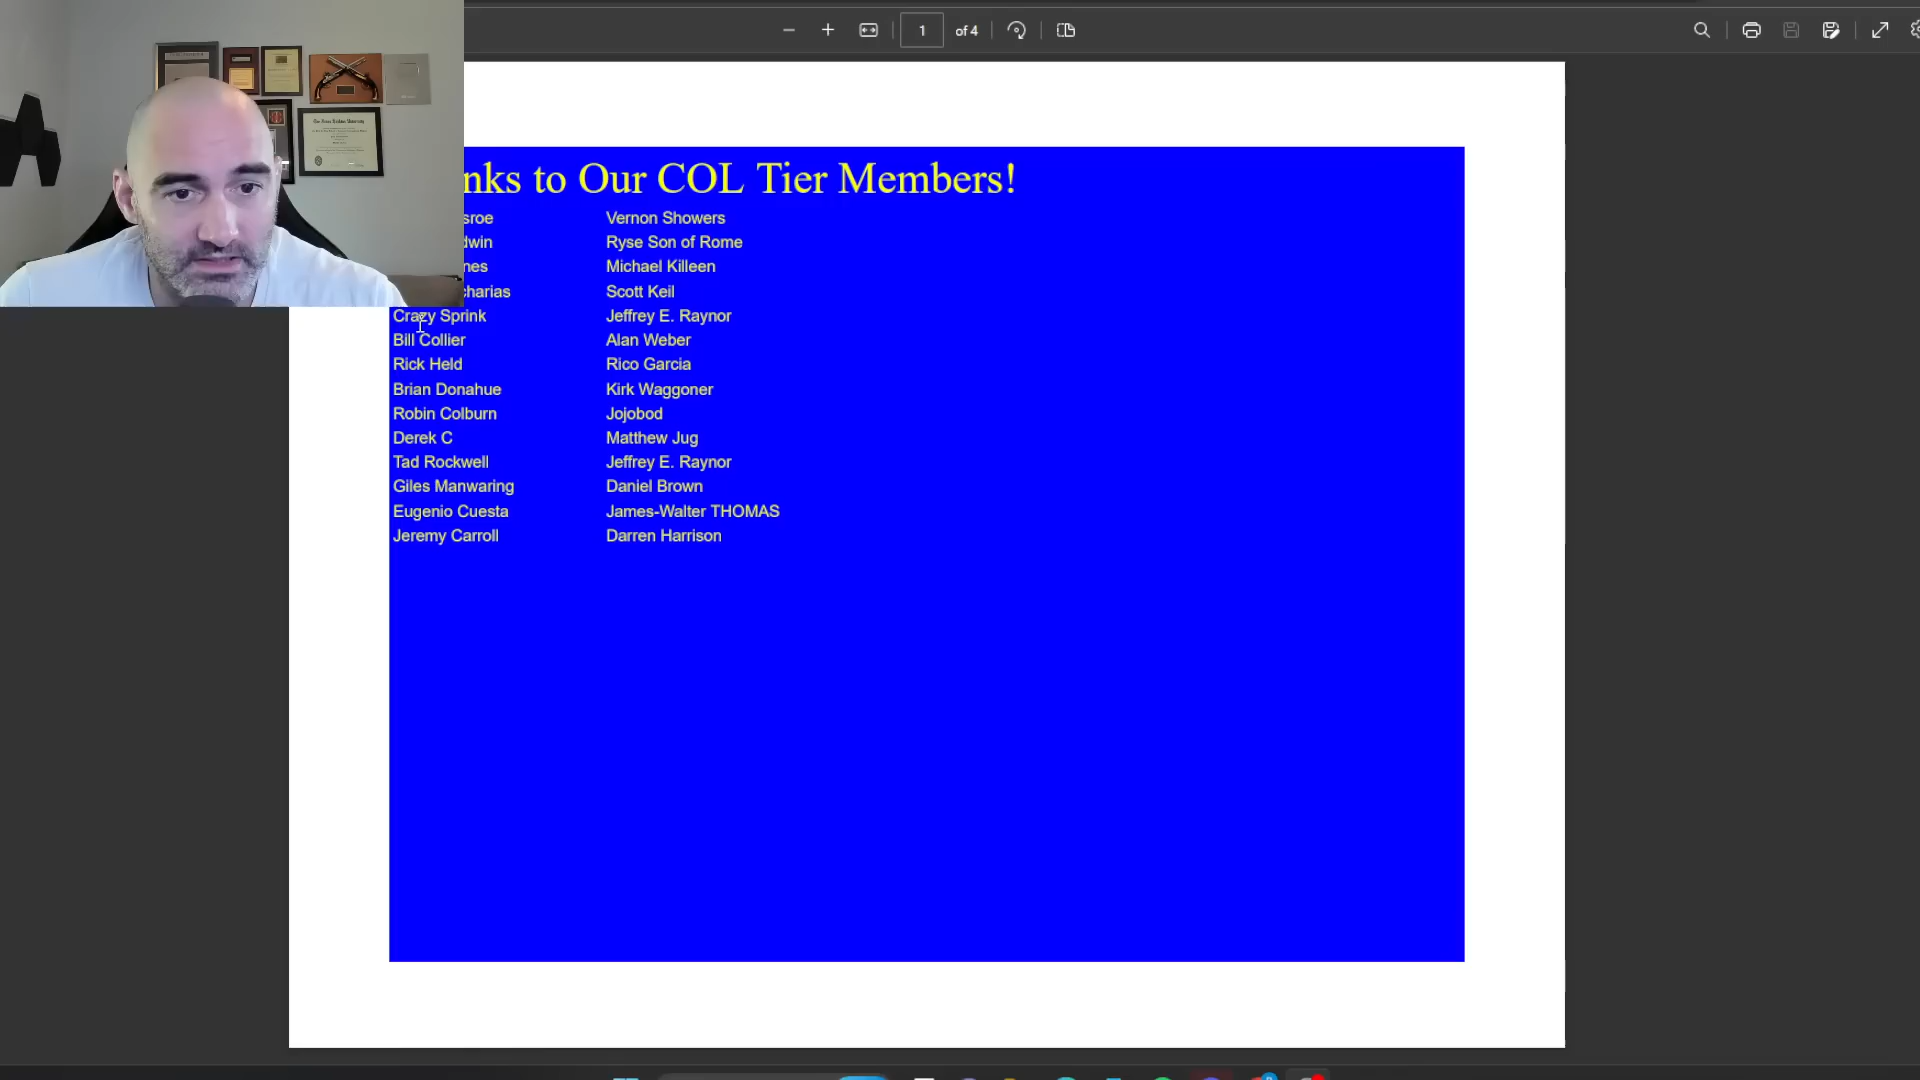 1 of 4
nks to Our COL Tier Members!
sroe Vernon Showers
dwin Ryse Son of Rome
nes Michael Killeen
charias Scott Keil
Crazy Sprink Jeffrey E. Raynor
Bill Collier Alan Weber
Rick Held Rico Garcia
Brian Donahue Kirk Waggoner
Robin Colburn Jojobod
Derek C Matthew Jug
Tad Rockwell Jeffrey E. Raynor
Giles Manwaring Daniel Brown
Eugenio Cuesta James-Walter THOMAS
Jeremy Carroll Darren Harrison